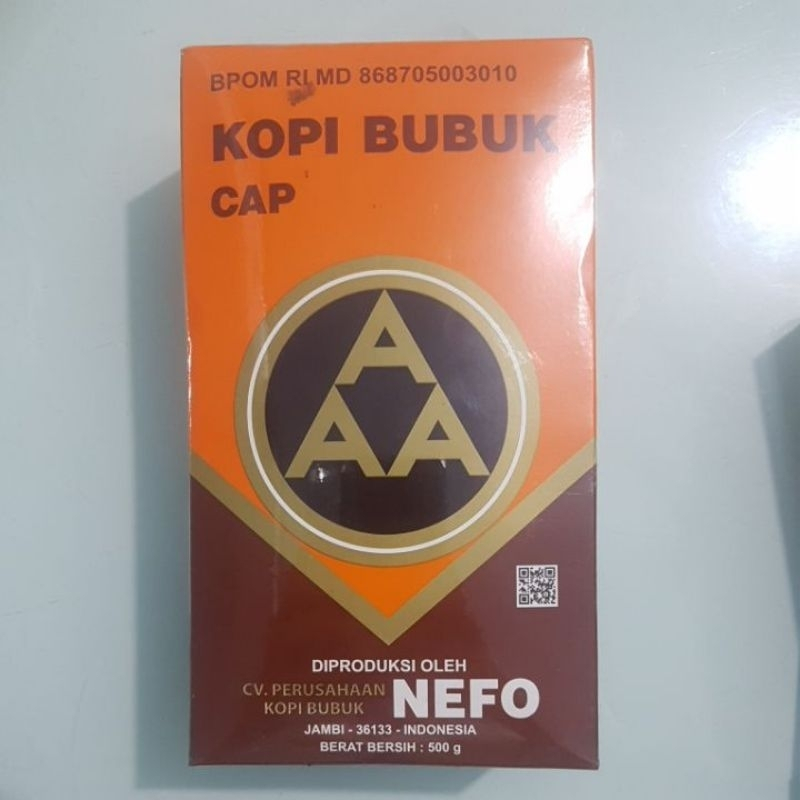 BPOM RI MD 868705003010
KOPI BUBUK
CAP
A
A A
DIPRODUKSI OLEH
CV. PERUSAHAAN
KOPI BUBUK
NEFO
JAMBI - 36133 - INDONESIA
BERAT BERSIH : 500 g